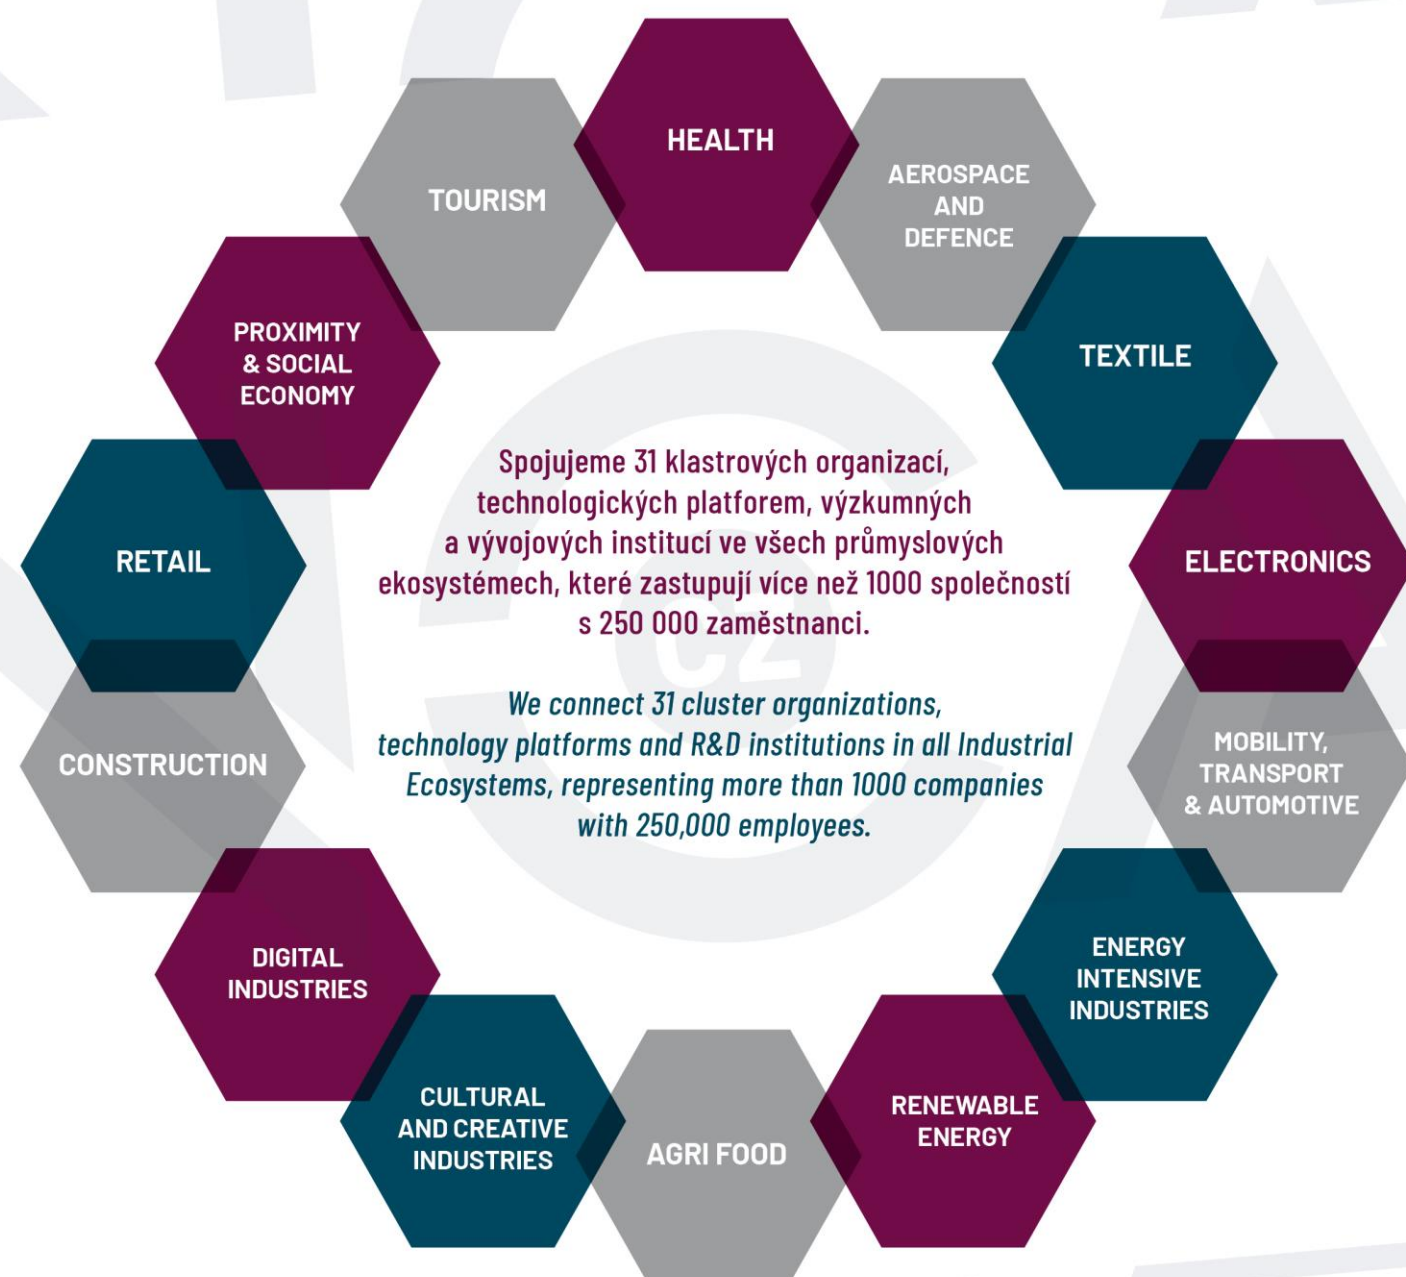 HEALTH
AEROSPACE
AND
DEFENCE
TEXTILE
ELECTRONICS
MOBILITY,
TRANSPORT
& AUTOMOTIVE
ENERGY
INTENSIVE
INDUSTRIES
RENEWABLE
ENERGY
AGRI FOOD
CULTURAL
AND CREATIVE
INDUSTRIES
DIGITAL
INDUSTRIES
CONSTRUCTION
RETAIL
PROXIMITY
& SOCIAL
ECONOMY
TOURISM
Spojujeme 31 klastrových organizací,
technologických platforem, výzkumných
a vývojových institucí ve všech průmyslových
ekosystémech, které zastupují více než 1000 společností
s 250 000 zaměstnanci.
We connect 31 cluster organizations,
technology platforms and R&D institutions in all Industrial
Ecosystems, representing more than 1000 companies
with 250,000 employees.
CZ